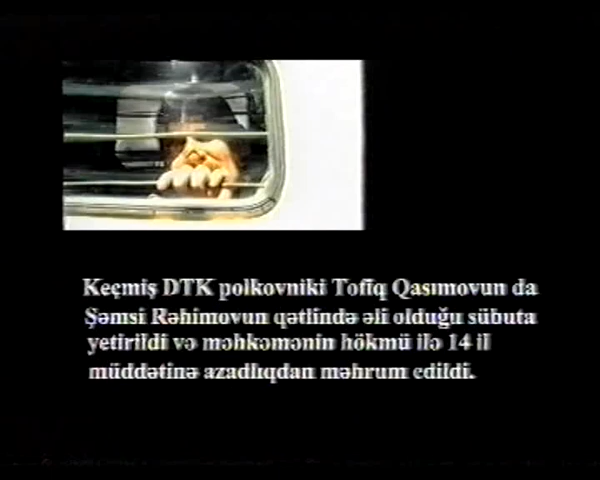 Keçmiş DTK polkovniki Tofiq Qasımovun da
Şəmsi Rəhimovun qətlində əli olduğu sübuta
yetirildi və məhkəmənin hökmü ilə 14 il
müddətinə azadlıqdan məhrum edildi.